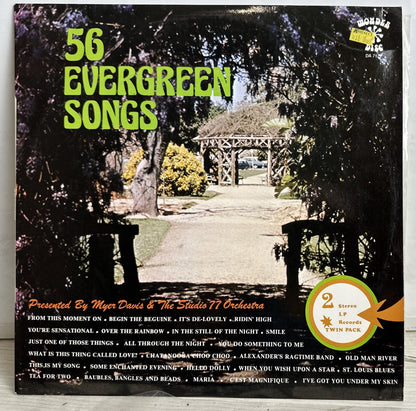 56
EVERGREEN
SONGS
WONDER
DISC
Presented By Myer Davis & The Studio 77 Orchestra
FROM THIS MOMENT ON • BEGIN THE BEGUINE • IT'S DE-LOVELY • RIDIN' HIGH
YOU'RE SENSATIONAL • OVER THE RAINBOW • IN THE STILL OF THE NIGHT • SMILE
JUST ONE OF THOSE THINGS • ALL THROUGH THE NIGHT • YOU DO SOMETHING TO ME
WHAT IS THIS THING CALLED LOVE? • CHATANOOGA CHOO CHOO • ALEXANDER'S RAGTIME BAND • OLD MAN RIVER
THIS IS MY SONG • SOME ENCHANTED EVENING • HELLO DOLLY • WHEN YOU WISH UPON A STAR • ST. LOUIS BLUES
TEA FOR TWO • BAUBLES, BANGLES AND BEADS • MARIA • C'EST MAGNIFIQUE • I'VE GOT YOU UNDER MY SKIN
2
Stereo
LP
Records
TWIN PACK